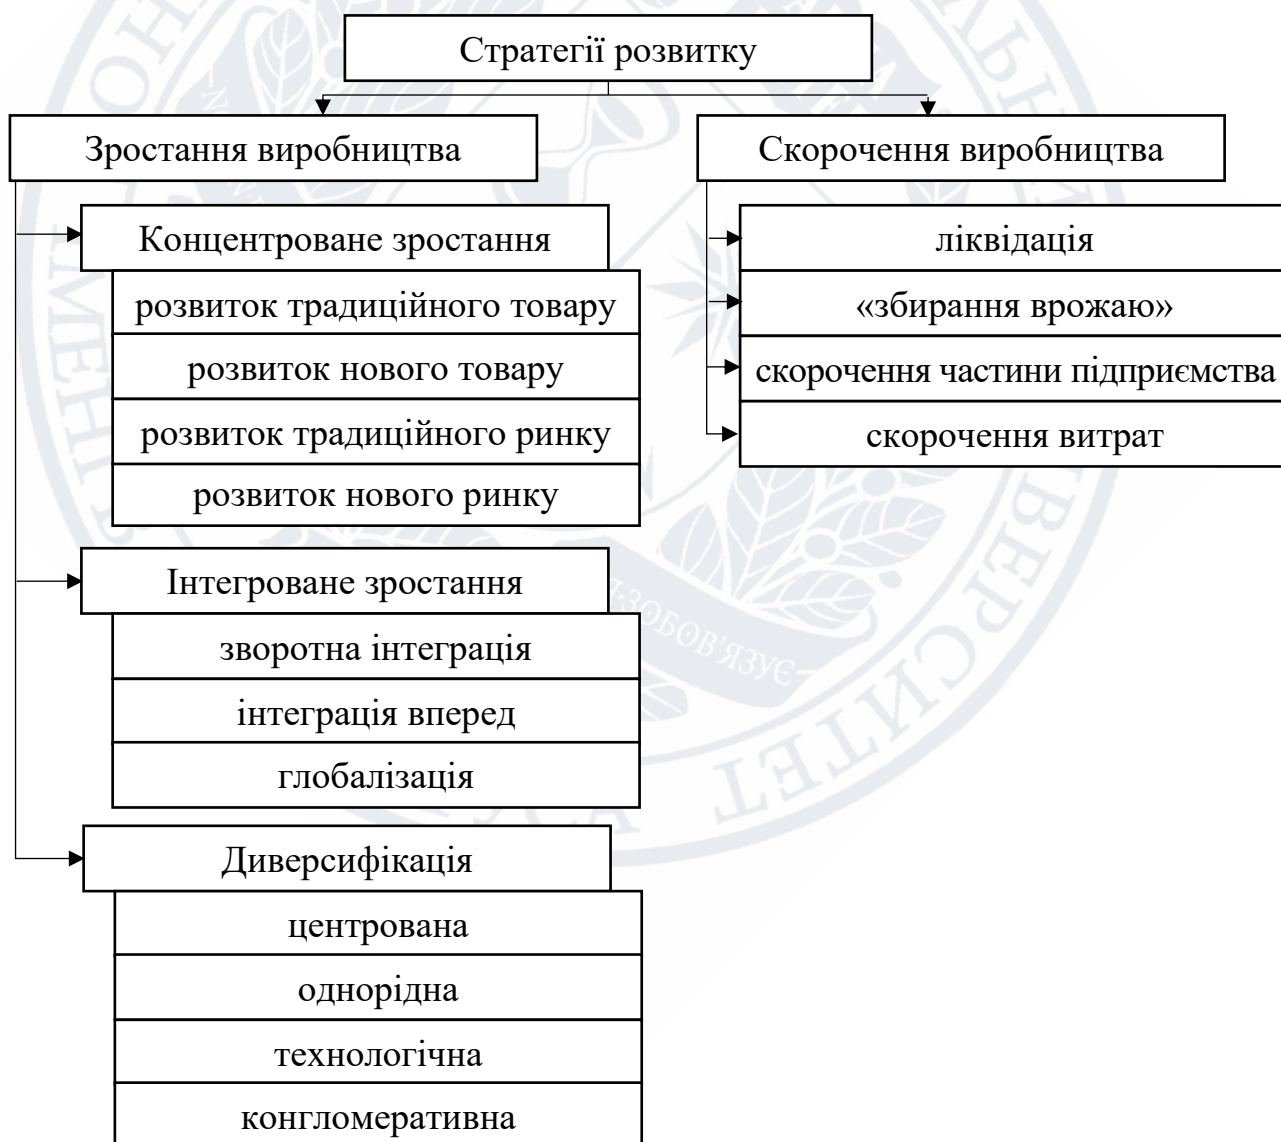 Стратегії розвитку
Зростання виробництва
Скорочення виробництва
Концентроване зростання
розвиток традиційного товару
розвиток нового товару
розвиток традиційного ринку
розвиток нового ринку
Інтегроване зростання
зворотна інтеграція
інтеграція вперед
глобалізація
Диверсифікація
центрована
однорідна
технологічна
конгломеративна
ліквідація
«збирання врожаю»
скорочення частини підприємства
скорочення витрат
ЗОБОВ'ЯЗУЄ